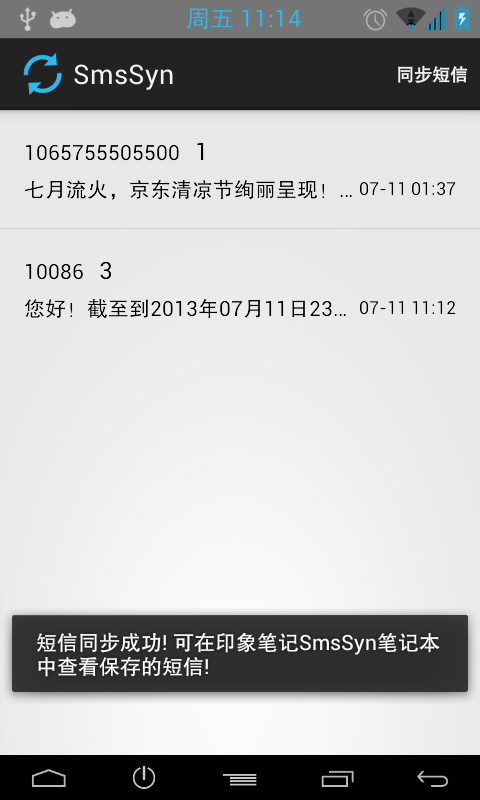 周五 11:14
SmsSyn 同步短信
1065755505500 1
七月流火，京东清凉节绚丽呈现！... 07-11 01:37
10086 3
您好！截至到2013年07月11日23... 07-11 11:12
短信同步成功! 可在印象笔记SmsSyn笔记本
中查看保存的短信!